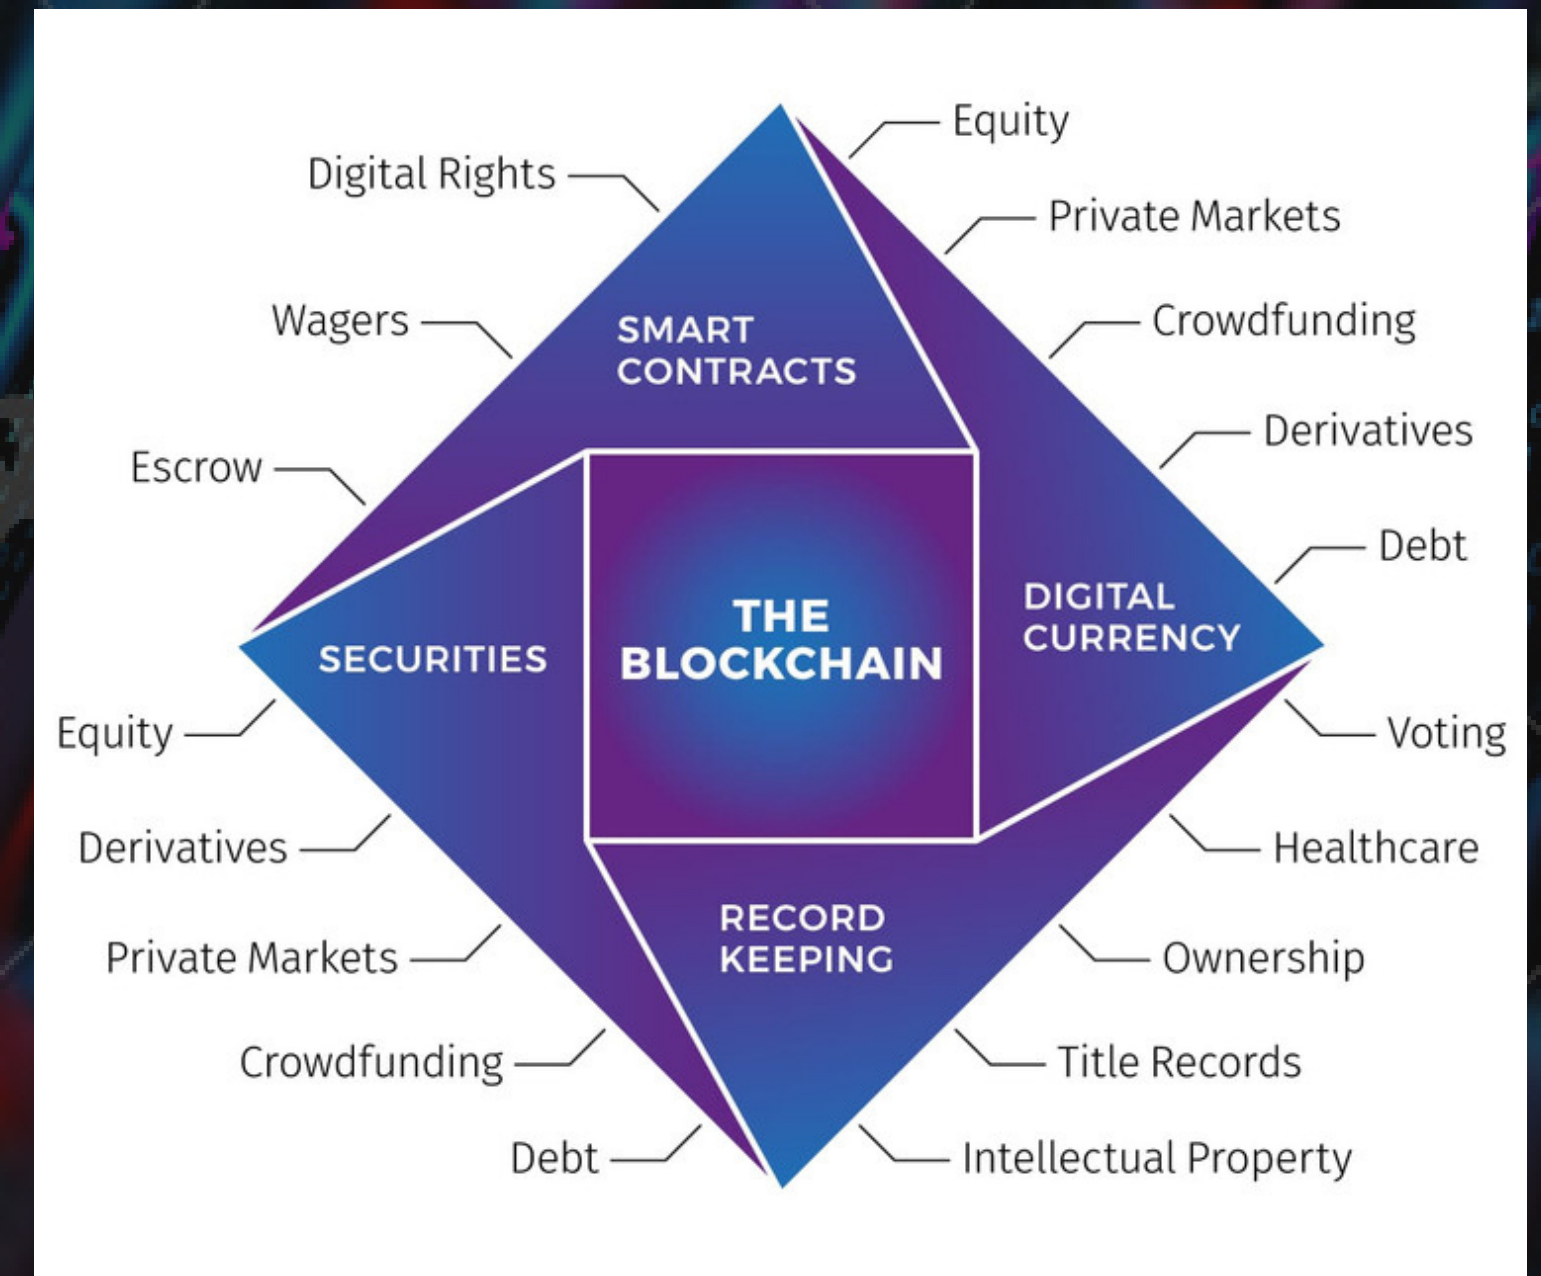 Equity
Digital Rights
Private Markets
Wagers
Crowdfunding
SMART
CONTRACTS
Derivatives
Escrow
Debt
THE
BLOCKCHAIN
DIGITAL
CURRENCY
SECURITIES
Equity
Voting
Derivatives
Healthcare
RECORD
KEEPING
Private Markets
Ownership
Crowdfunding
Title Records
Debt
Intellectual Property